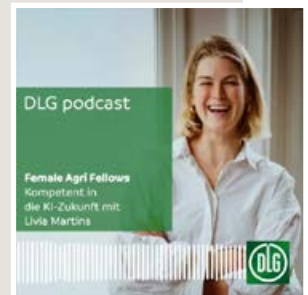 DLG podcast
Female Agri Fellows
Kompetent in
die KI-Zukunft mit
Livia Martins
DLG